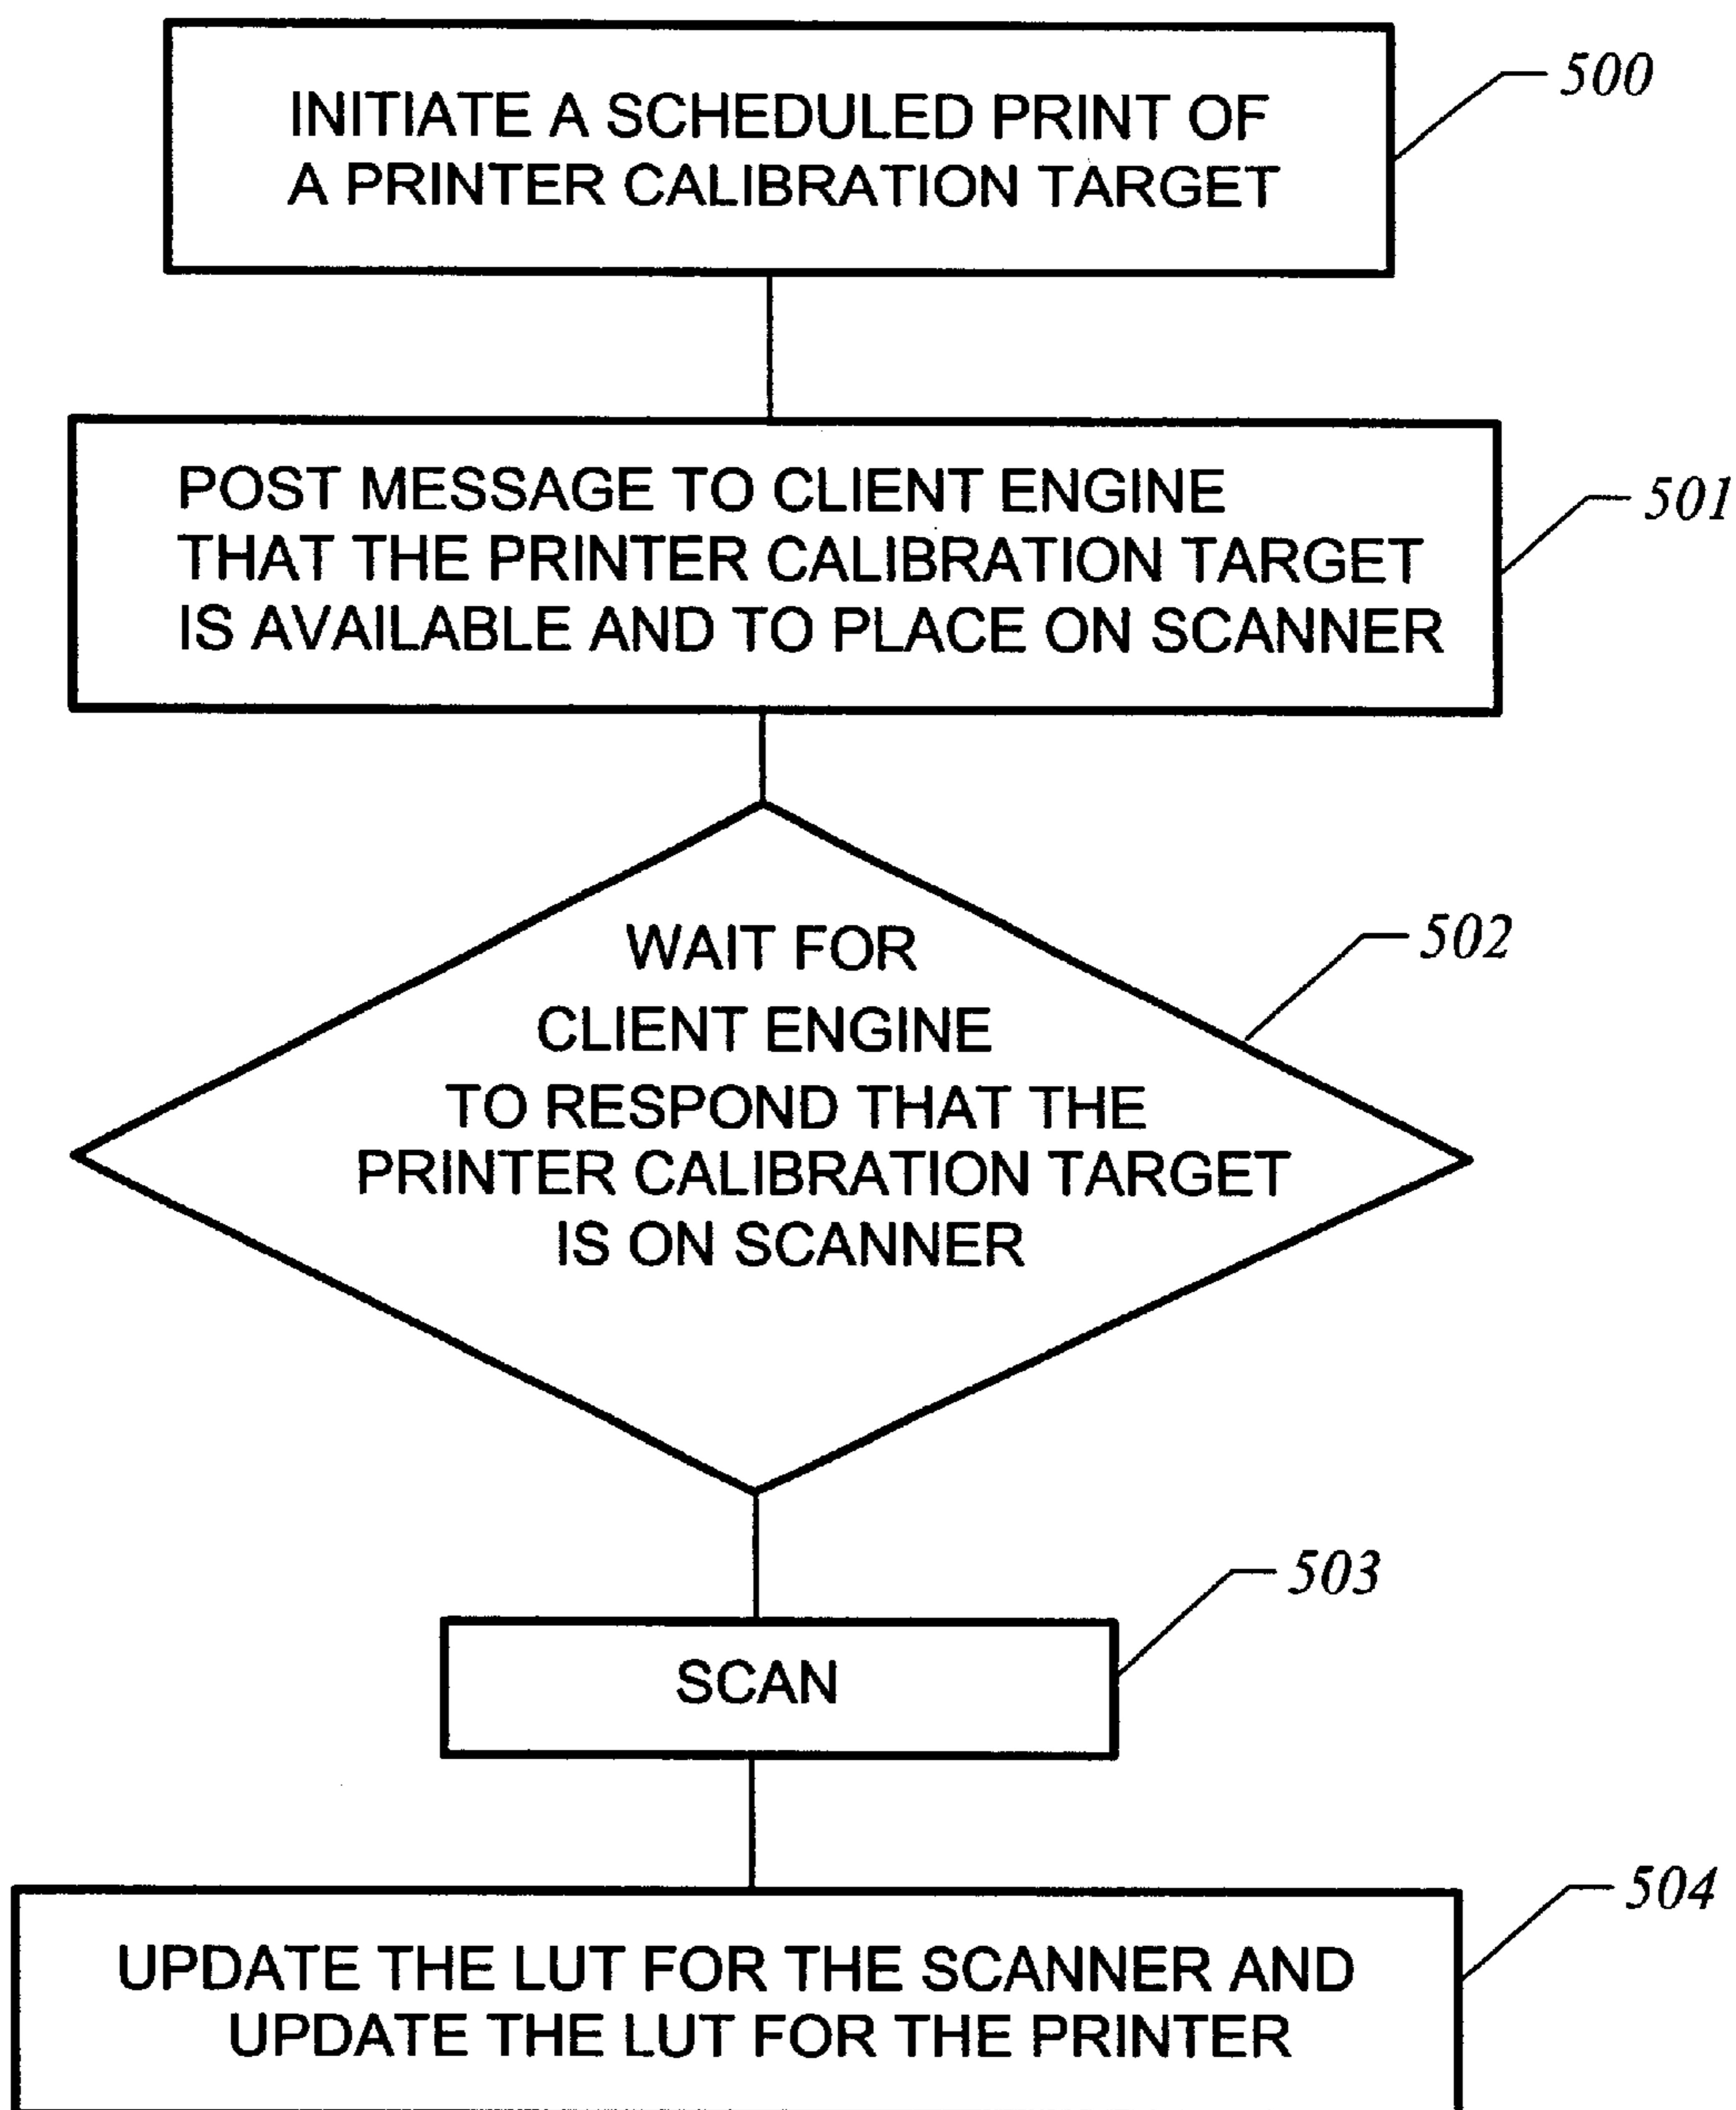 INITIATE A SCHEDULED PRINT OF
A PRINTER CALIBRATION TARGET
500
POST MESSAGE TO CLIENT ENGINE
THAT THE PRINTER CALIBRATION TARGET
IS AVAILABLE AND TO PLACE ON SCANNER
501
WAIT FOR
CLIENT ENGINE
TO RESPOND THAT THE
PRINTER CALIBRATION TARGET
IS ON SCANNER
502
SCAN
503
UPDATE THE LUT FOR THE SCANNER AND
UPDATE THE LUT FOR THE PRINTER
504